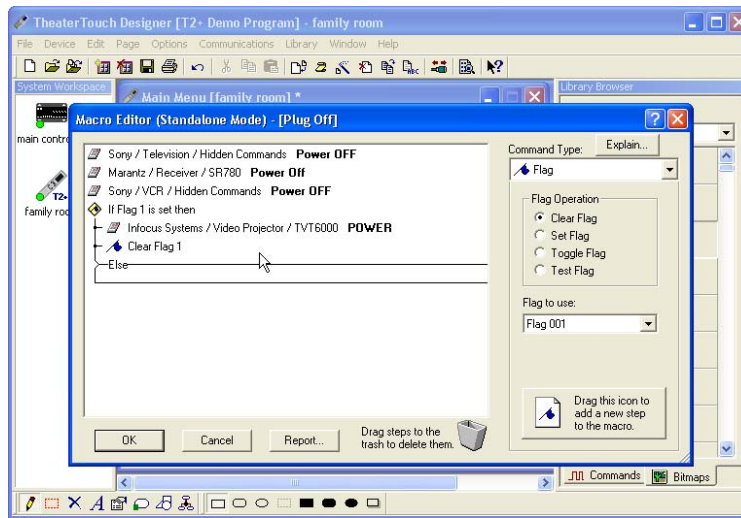 TheaterTouch Designer [T2+ Demo Program] - family room
File Device Edit Page Options Communications Library Window Help
System Workspace
Main Menu [family room] *
Library Browser
Macro Editor (Standalone Mode) - [Plug Off]
main contro
T2+
family roo
Sony / Television / Hidden Commands Power OFF
Marantz / Receiver / SR780 Power Off
Sony / VCR / Hidden Commands Power OFF
If Flag 1 is set then
Infocus Systems / Video Projector / TVT6000 POWER
Clear Flag 1
Else
Command Type:
Explain...
Flag
Flag Operation
Clear Flag
Set Flag
Toggle Flag
Test Flag
Flag to use:
Flag 001
Drag this icon to
add a new step
to the macro.
OK
Cancel
Report...
Drag steps to the
trash to delete them.
Commands
Bitmaps